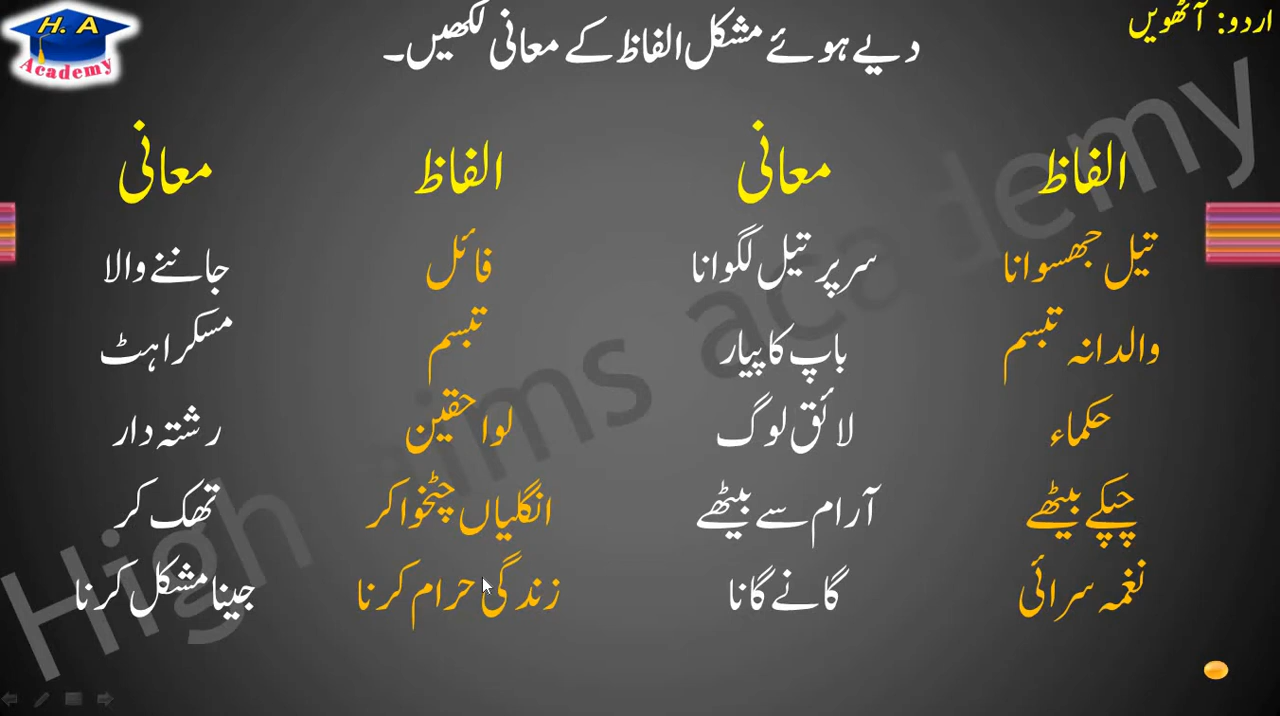 اردو: آٹھویں
H. A
Academy
دیے ہوئے مشکل الفاظ کے معانی لکھیں۔
الفاظ معانی الفاظ معانی
تیل جھسوانا سر پر تیل لگوانا فائل جاننے والا
والدانہ تبسم باپ کا پیار تبسم مسکراہٹ
حکماء لائق لوگ لواحقین رشتہ دار
چپکے بیٹھے آرام سے بیٹھے انگلیاں چٹخوا کر تھک کر
نغمہ سرائی گانے گانا زندگی حرام کرنا جینا مشکل کرنا
High aims academy